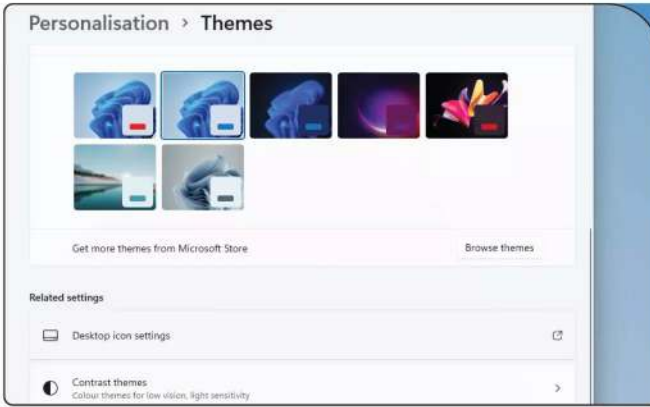 Personalisation > Themes
Get more themes from Microsoft Store Browse themes
Related settings
Desktop icon settings
Contrast themes
Colour themes for low vision, light sensitivity